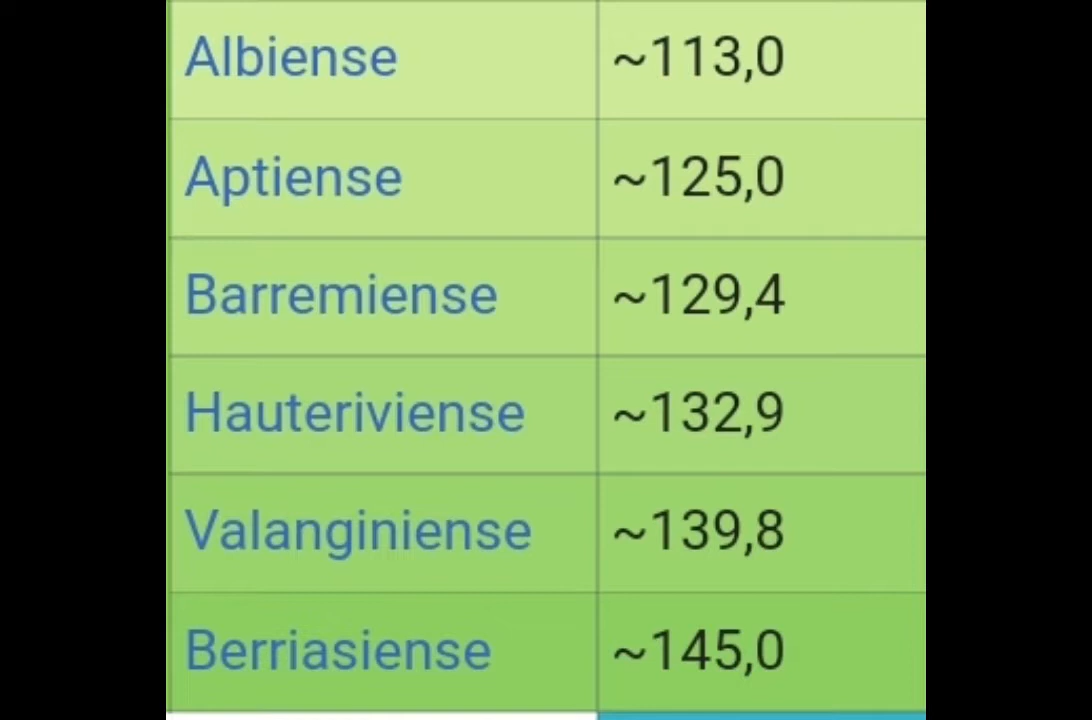 Albiense ~113,0
Aptiense ~125,0
Barremiense ~129,4
Hauteriviense ~132,9
Valanginiense ~139,8
Berriasiense ~145,0